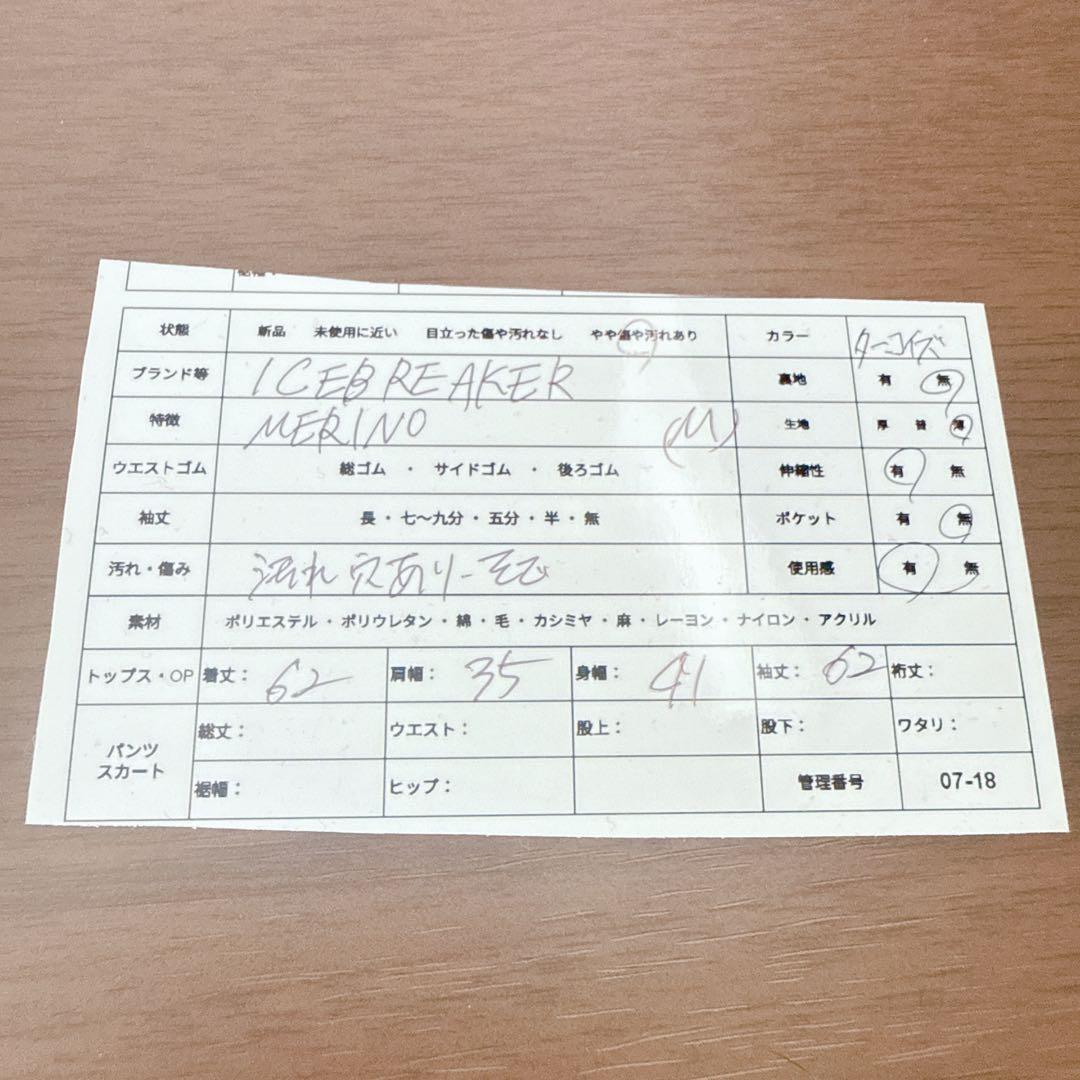 裾幅：
状態 新品 未使用に近い 目立った傷や汚れなし やや傷や汚れあり カラー ターコイズ
ブランド等 ICEBREAKER 裏地 有 無
特徴 MERINO (M) 生地 厚 普 薄
ウエストゴム 総ゴム ・ サイドゴム ・ 後ろゴム 伸縮性 有 無
袖丈 長・七〜九分・五分・半・無 ポケット 有 無
汚れ・傷み 汚れ 穴あり-そで 使用感 有 無
素材 ポリエステル・ポリウレタン・綿・毛・カシミヤ・麻・レーヨン・ナイロン・アクリル
トップス・OP 着丈： 62 肩幅： 35 身幅： 41 袖丈： 62 裄丈：
パンツ スカート 総丈： ウエスト： 股上： 股下： ワタリ：
裾幅： ヒップ： 管理番号 07-18